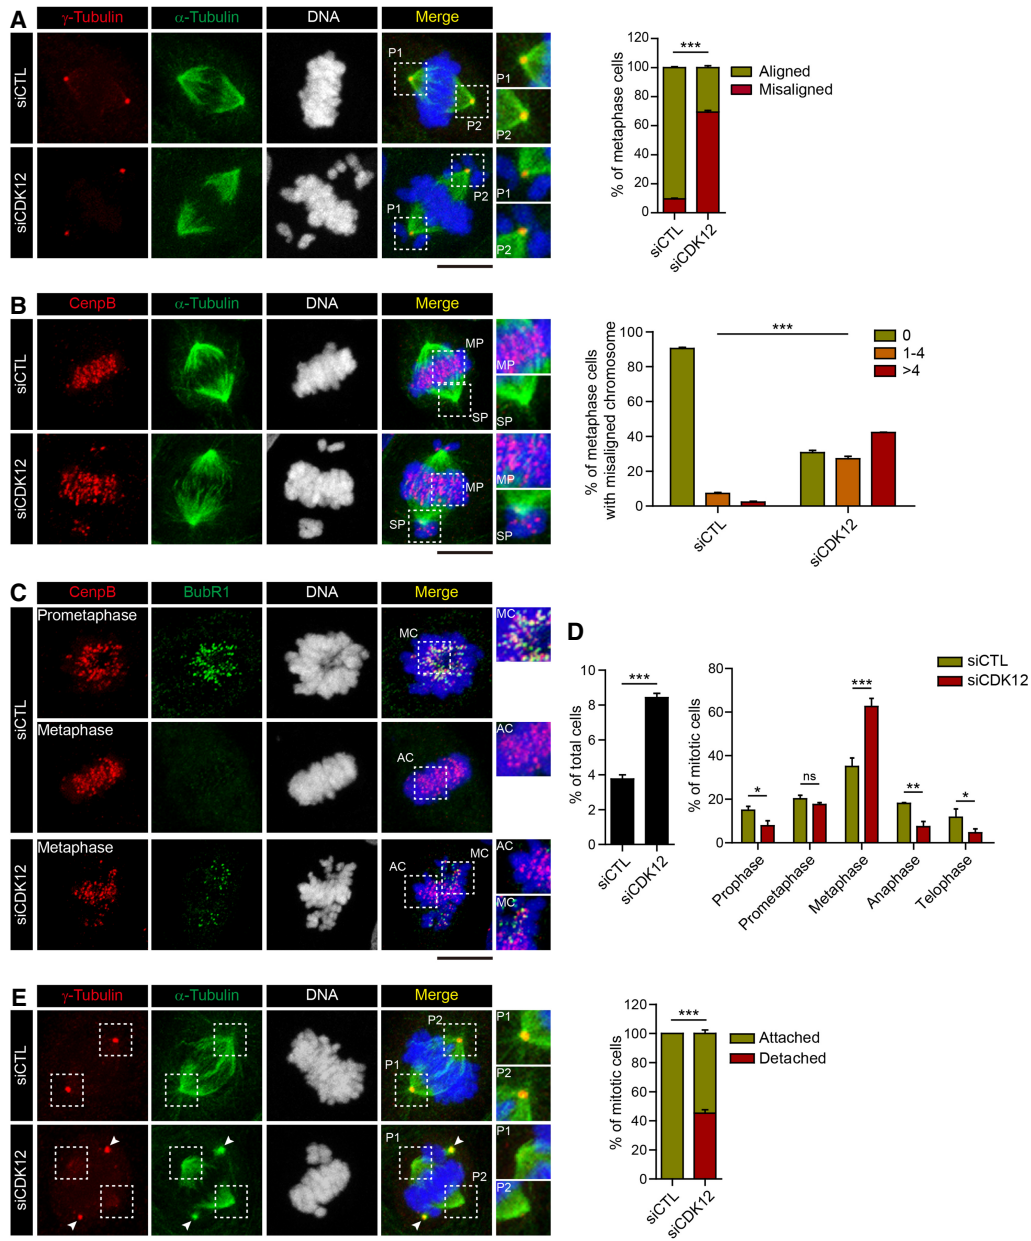 A
γ-Tubulin
α-Tubulin
DNA
Merge
siCTL
P1
P2
P1
P2
siCDK12
P1
P2
P1
P2
% of metaphase cells
120
100
80
60
40
20
0
***
Aligned
Misaligned
siCTL
siCDK12
B
CenpB
α-Tubulin
DNA
Merge
siCTL
MP
SP
MP
SP
siCDK12
MP
SP
MP
SP
% of metaphase cells
with misaligned chromosome
100
80
60
40
20
0
***
0
1-4
>4
siCTL
siCDK12
C
CenpB
BubR1
DNA
Merge
siCTL
Prometaphase
MC
MC
Metaphase
AC
AC
siCDK12
Metaphase
AC
MC
AC
MC
D
% of total cells
10
8
6
4
2
0
***
siCTL
siCDK12
% of mitotic cells
80
60
40
20
0
*
ns
***
**
*
siCTL
siCDK12
Prophase
Prometaphase
Metaphase
Anaphase
Telophase
E
γ-Tubulin
α-Tubulin
DNA
Merge
siCTL
P2
P1
P1
P2
siCDK12
P1
P2
P1
P2
% of mitotic cells
120
100
80
60
40
20
0
***
Attached
Detached
siCTL
siCDK12